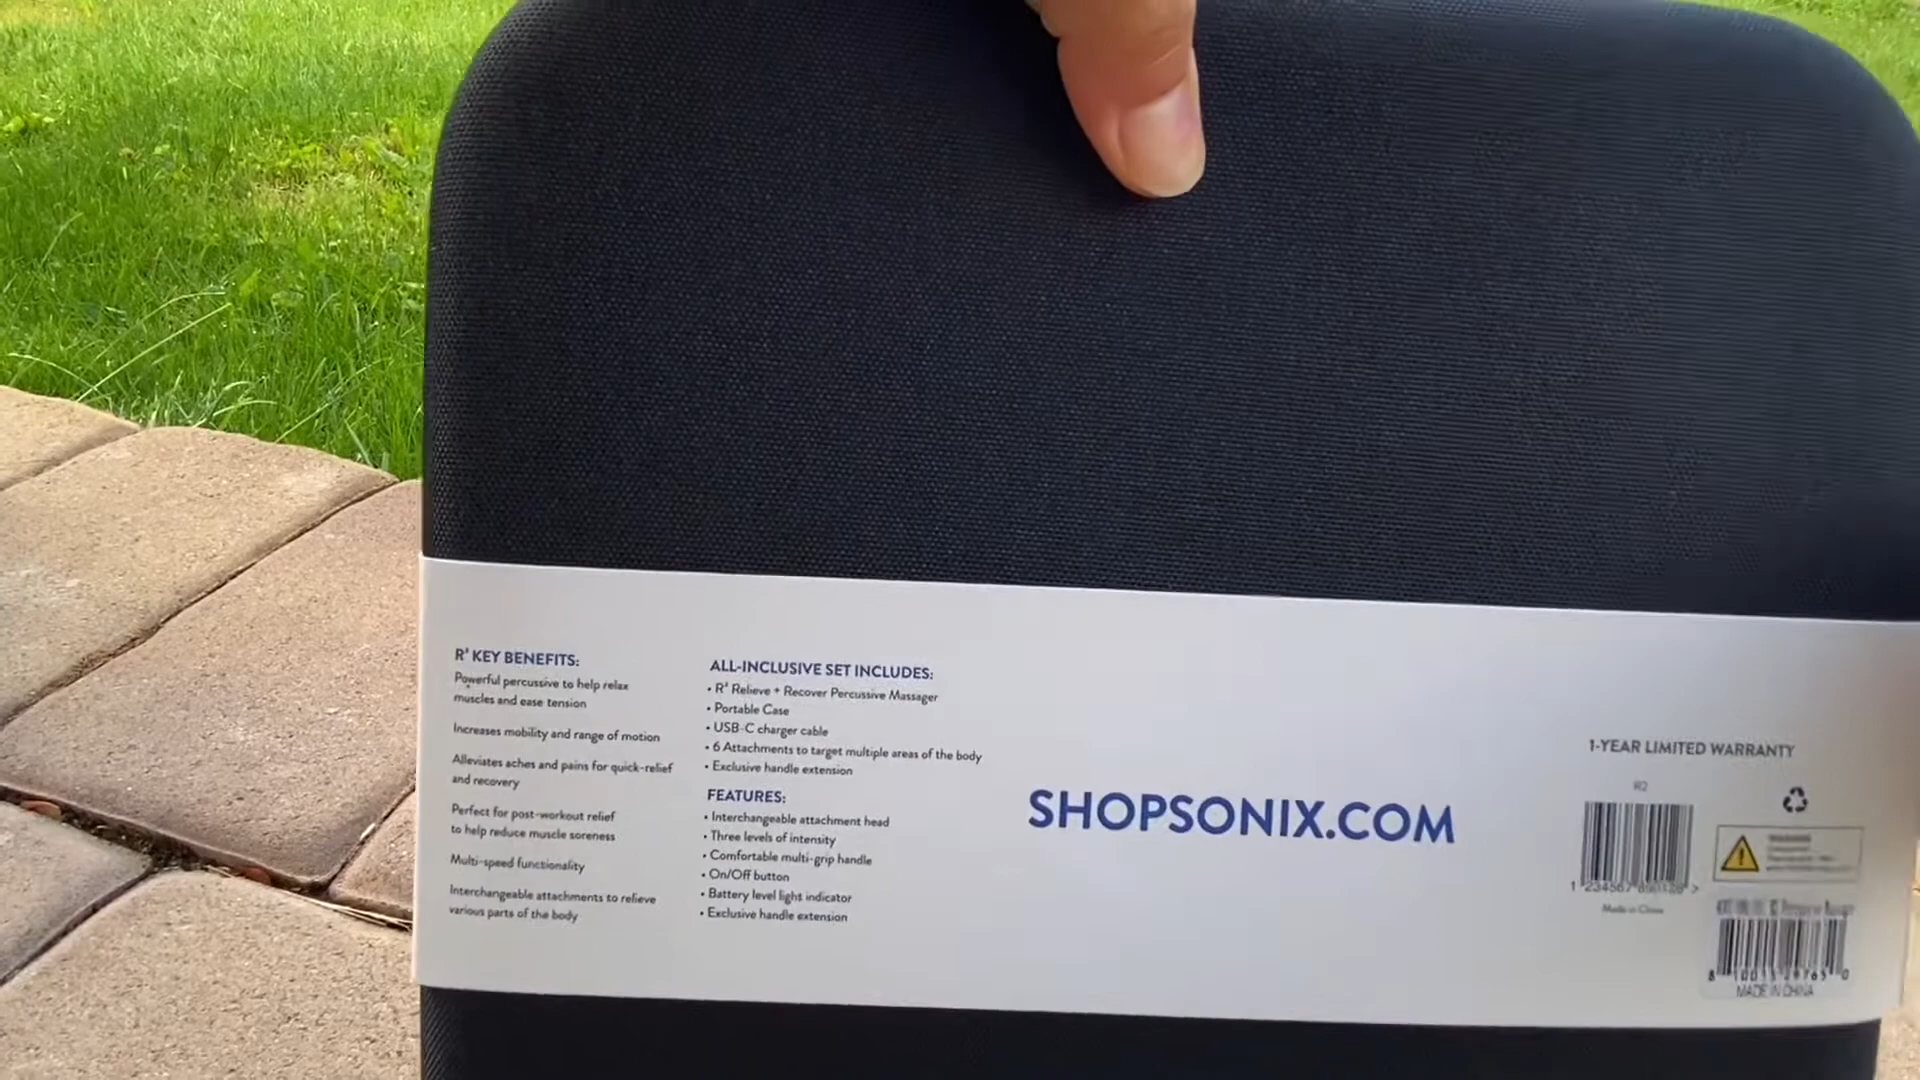 R² KEY BENEFITS:
Powerful percussive to help relax
muscles and ease tension
Increases mobility and range of motion
Alleviates aches and pains for quick-relief
and recovery
Perfect for post-workout relief
to help reduce muscle soreness
Multi-speed functionality
Interchangeable attachments to relieve
various parts of the body
ALL-INCLUSIVE SET INCLUDES:
• R² Relieve + Recover Percussive Massager
• Portable Case
• USB-C charger cable
• 6 Attachments to target multiple areas of the body
• Exclusive handle extension
FEATURES:
• Interchangeable attachment head
• Three levels of intensity
• Comfortable multi-grip handle
• On/Off button
• Battery level light indicator
• Exclusive handle extension
SHOPSONIX.COM
1-YEAR LIMITED WARRANTY
R2
Made in China
MADE IN CHINA